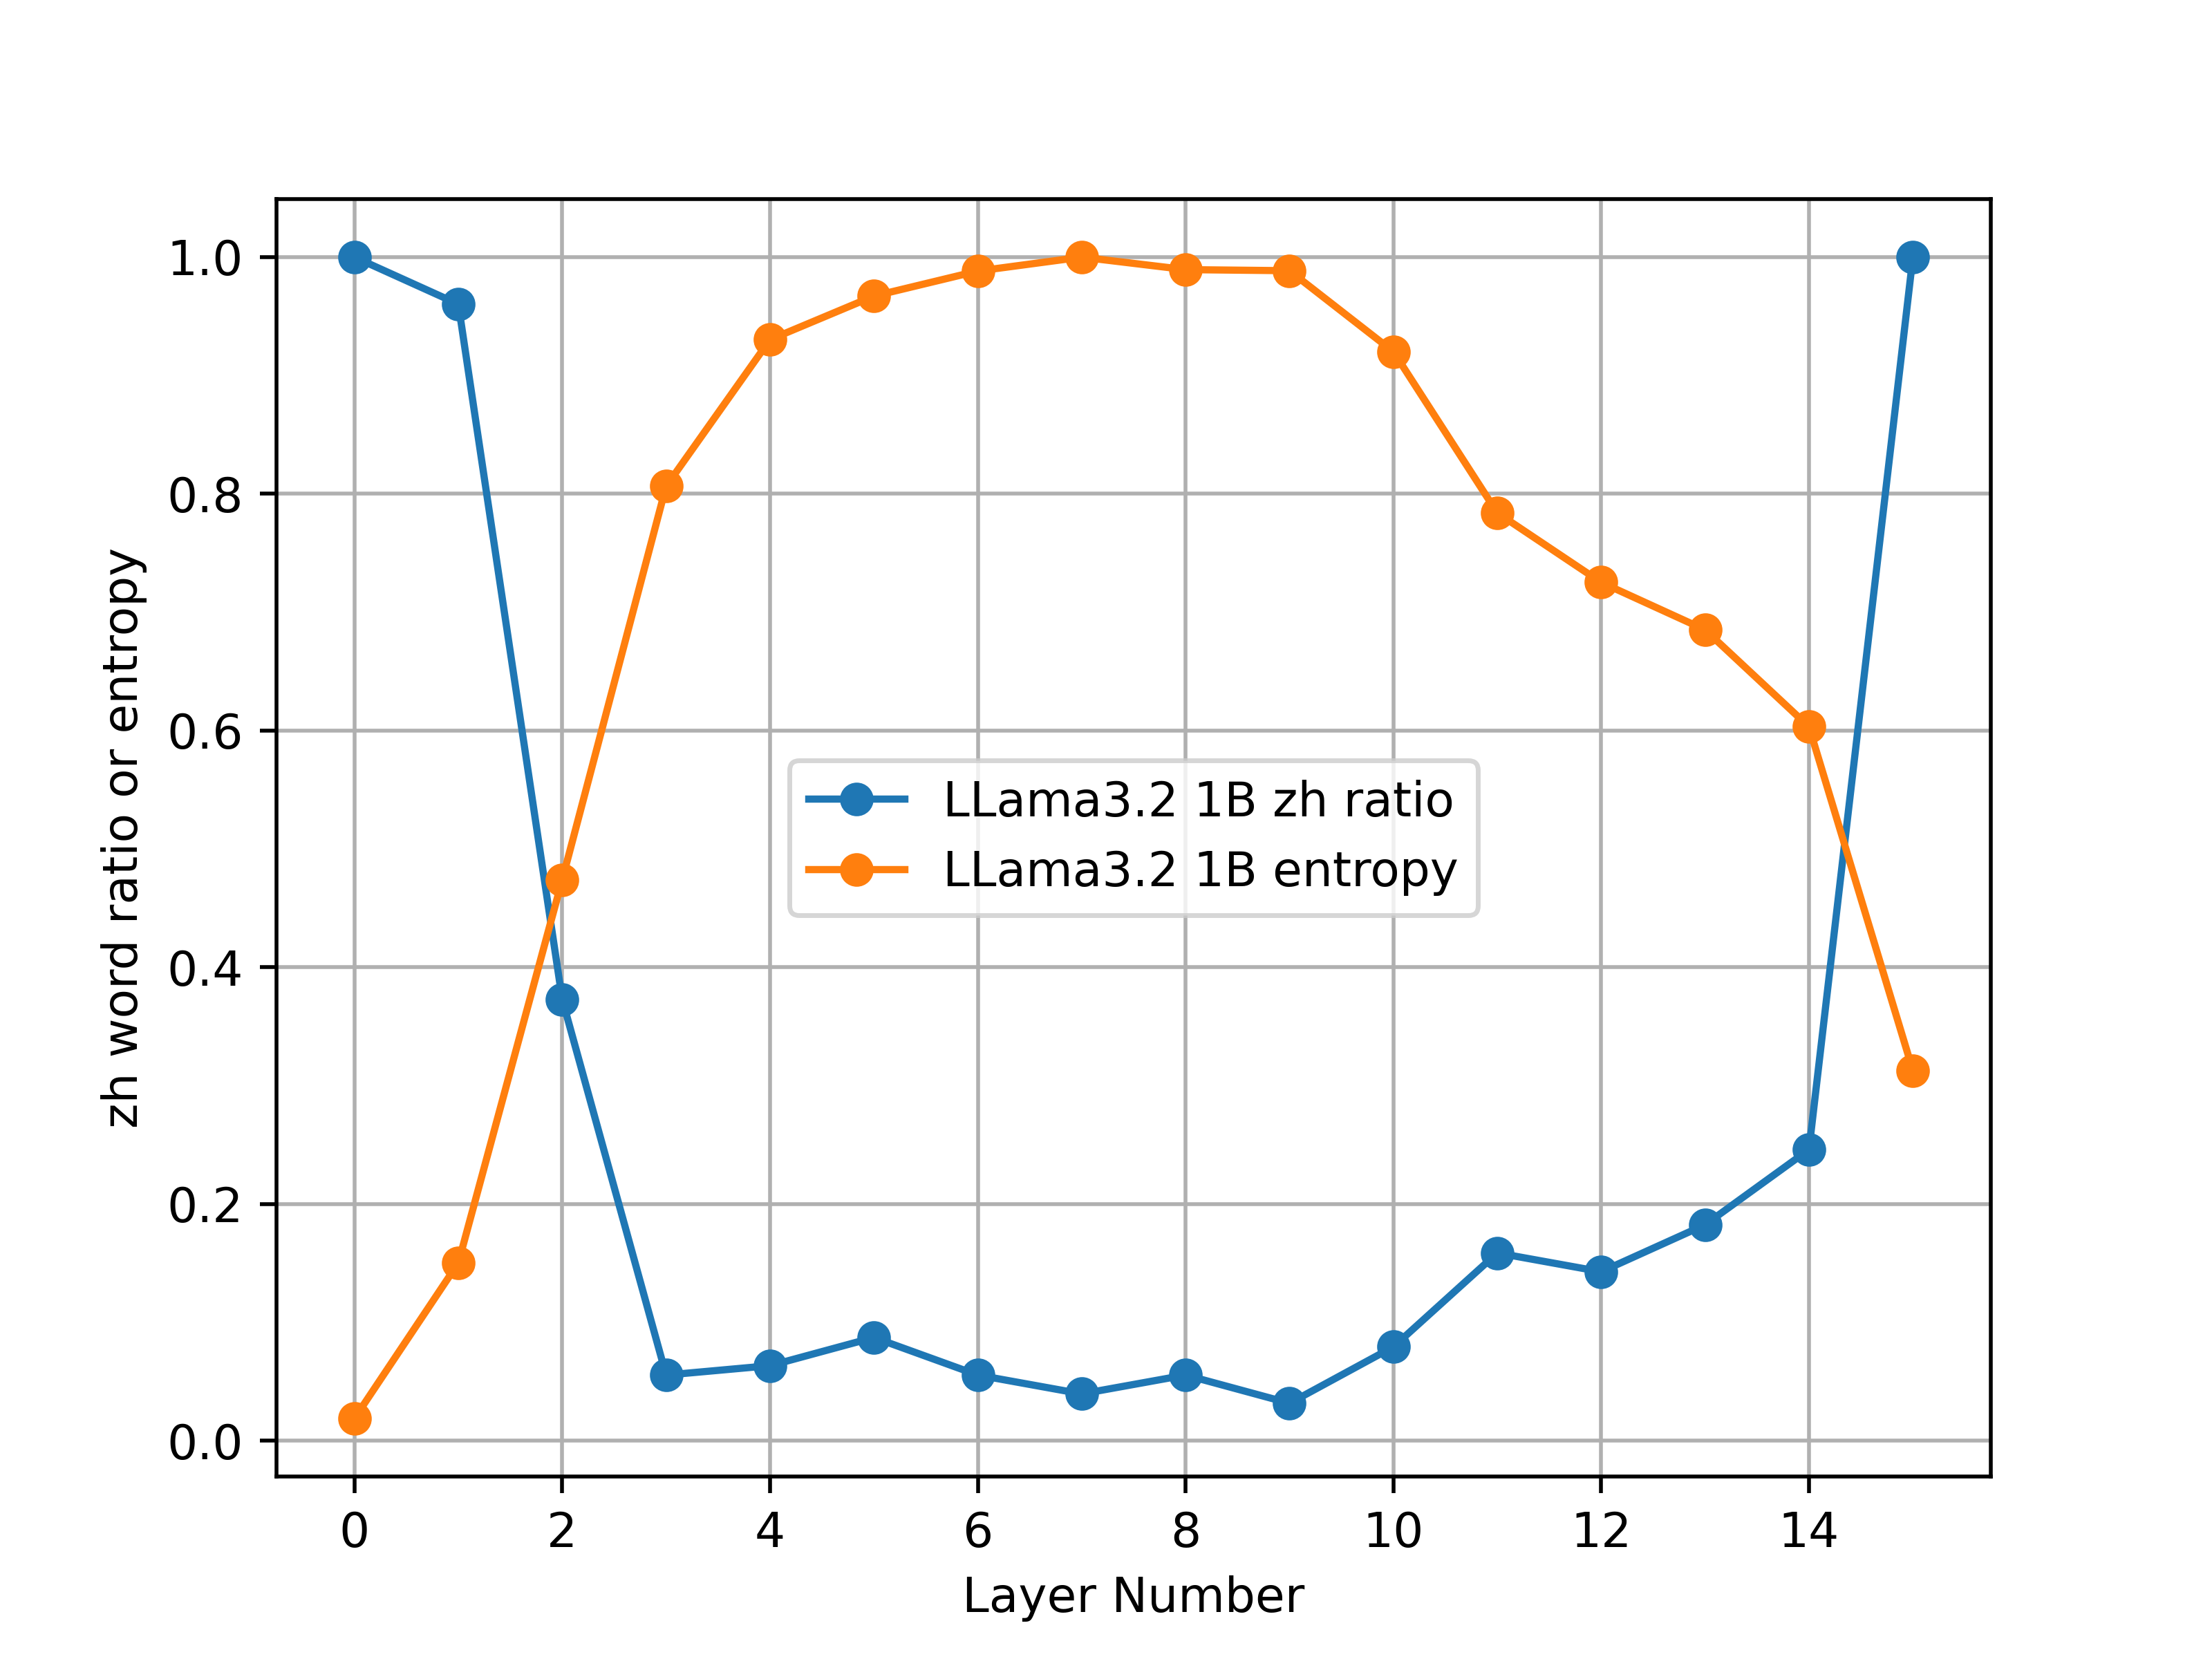 1.0
0.8
0.6
0.4
0.2
0.0
zh word ratio or entropy
LLama3.2 1B zh ratio
LLama3.2 1B entropy
0 2 4 6 8 10 12 14
Layer Number